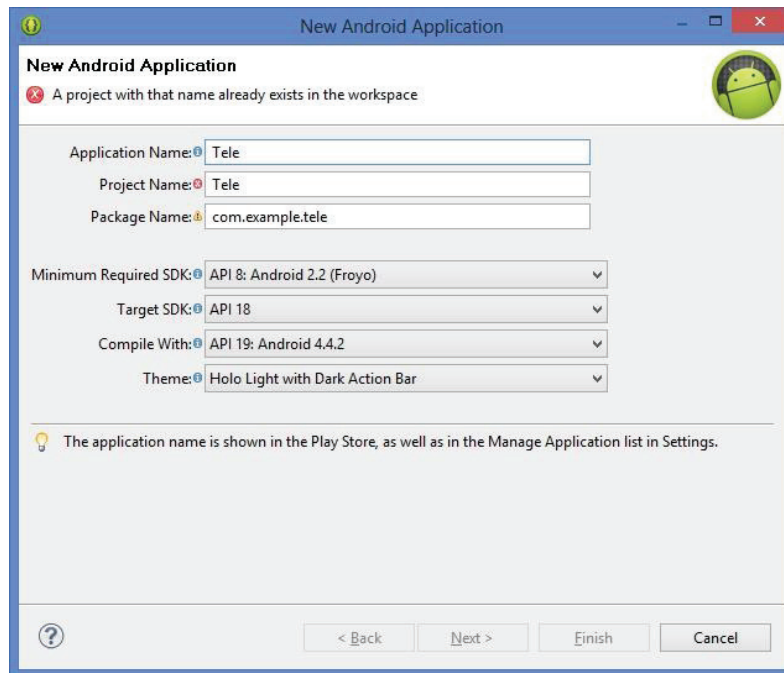 New Android Application
New Android Application
A project with that name already exists in the workspace
Application Name: Tele
Project Name: Tele
Package Name: com.example.tele
Minimum Required SDK: API 8: Android 2.2 (Froyo)
Target SDK: API 18
Compile With: API 19: Android 4.4.2
Theme: Holo Light with Dark Action Bar
The application name is shown in the Play Store, as well as in the Manage Application list in Settings.
? < Back Next > Finish Cancel